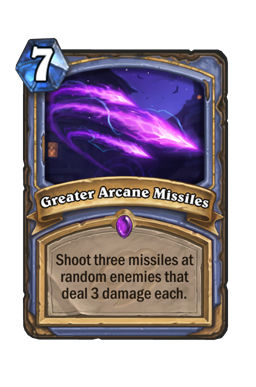 7
Greater Arcane Missiles
Shoot three missiles at
random enemies that
deal 3 damage each.